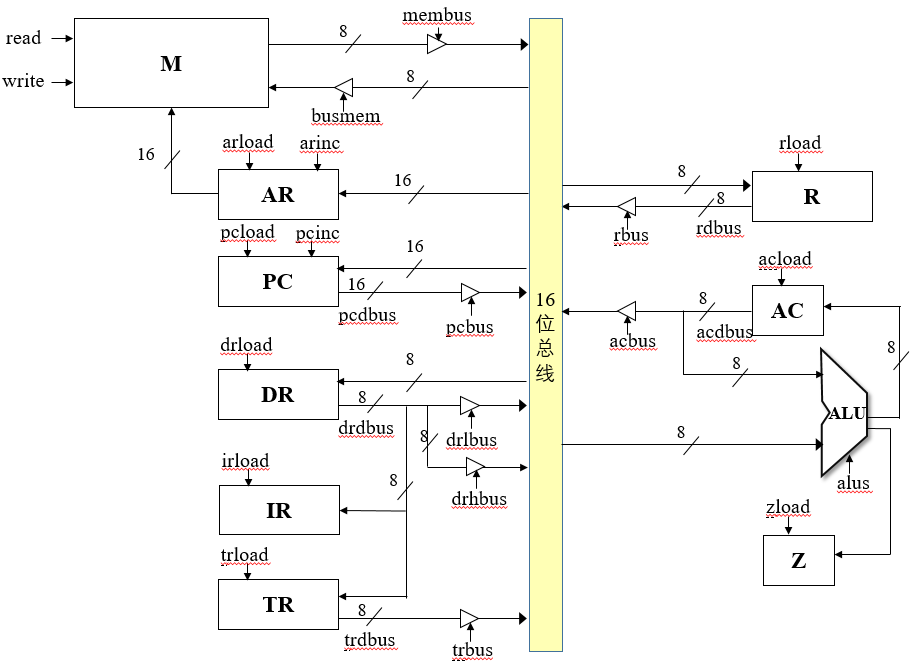 membus
8
read
M
write
8
busmem
16
arload
arinc
AR
16
pcload
pcinc
PC
16
16
pcdbus
pcbus
drload
DR
8
8
drdbus
drlbus
8
drhbus
irload
IR
8
trload
TR
8
trdbus
trbus
16
位
总
线
rload
8
R
8
rbus
rdbus
acload
AC
8
acbus
acdbus
8
8
ALU
8
alus
zload
Z